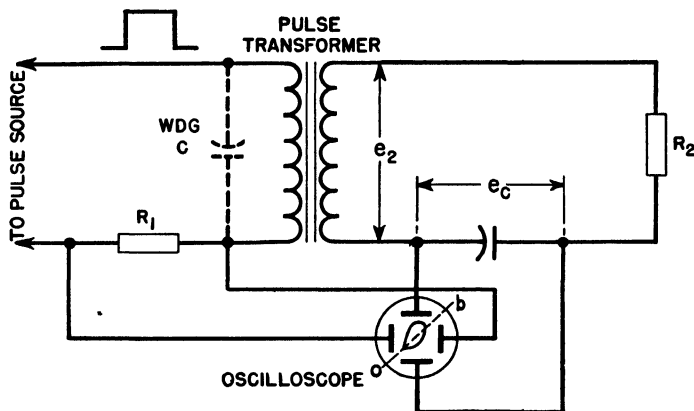 PULSE
TRANSFORMER
TO PULSE SOURCE
WDG
C
e2
R2
ec
R1
b
o
OSCILLOSCOPE